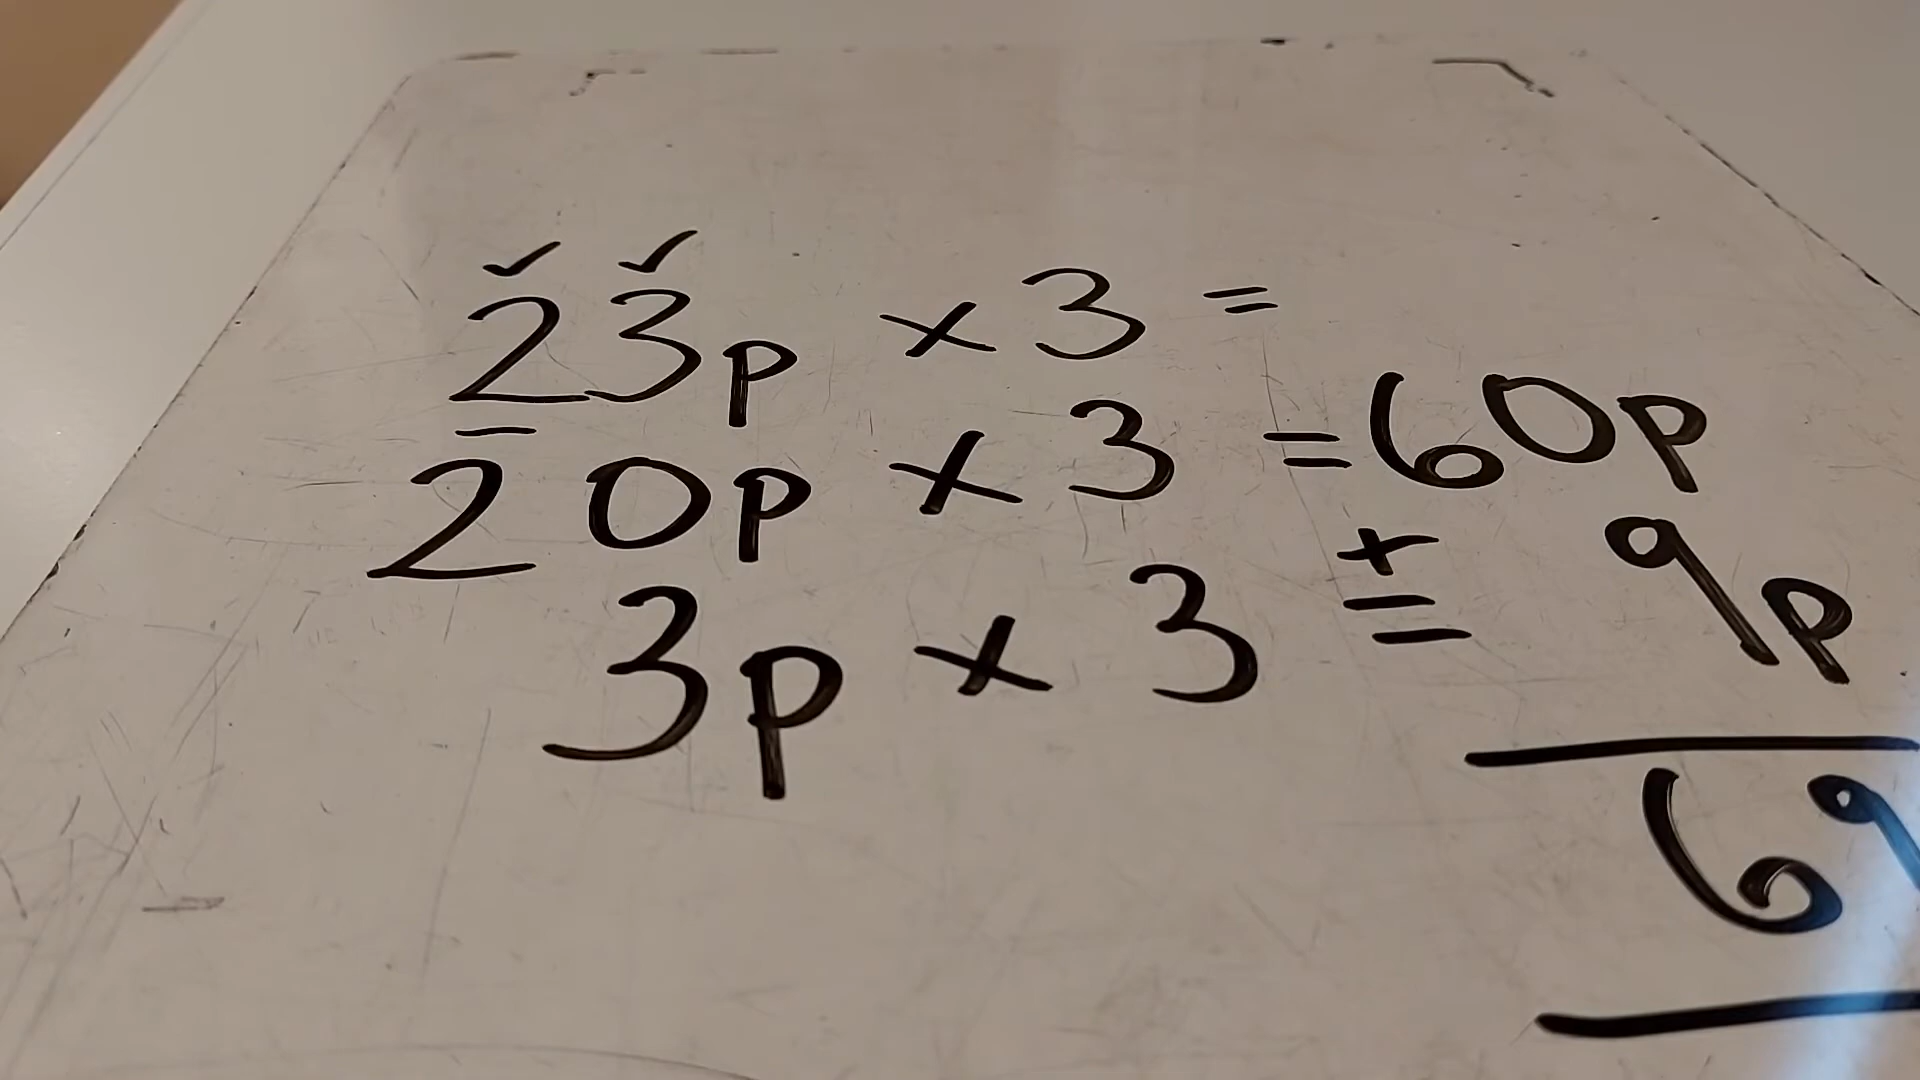 23p × 3 =
20p × 3 = 60p
+
3p × 3 = 9p
69